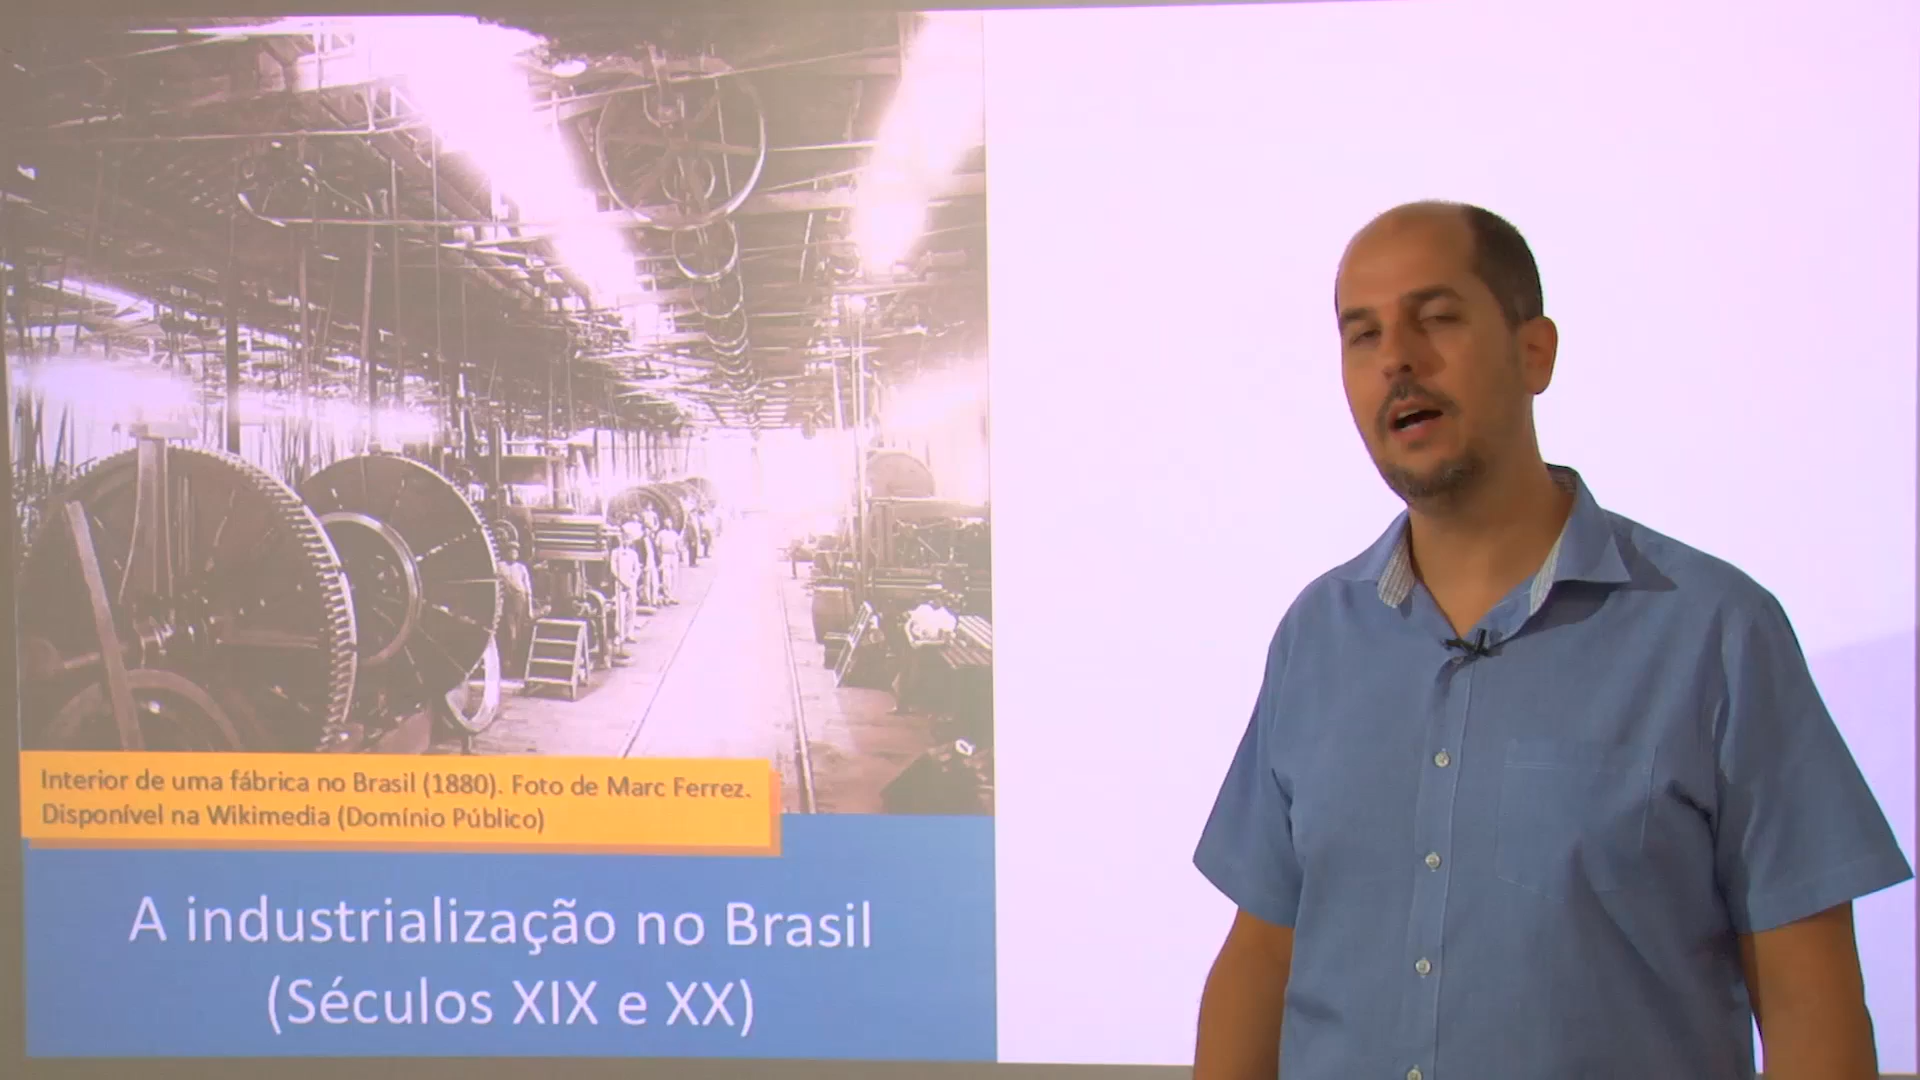 Interior de uma fábrica no Brasil (1880). Foto de Marc Ferrez.
Disponível na Wikimedia (Domínio Público)
A industrialização no Brasil
(Séculos XIX e XX)